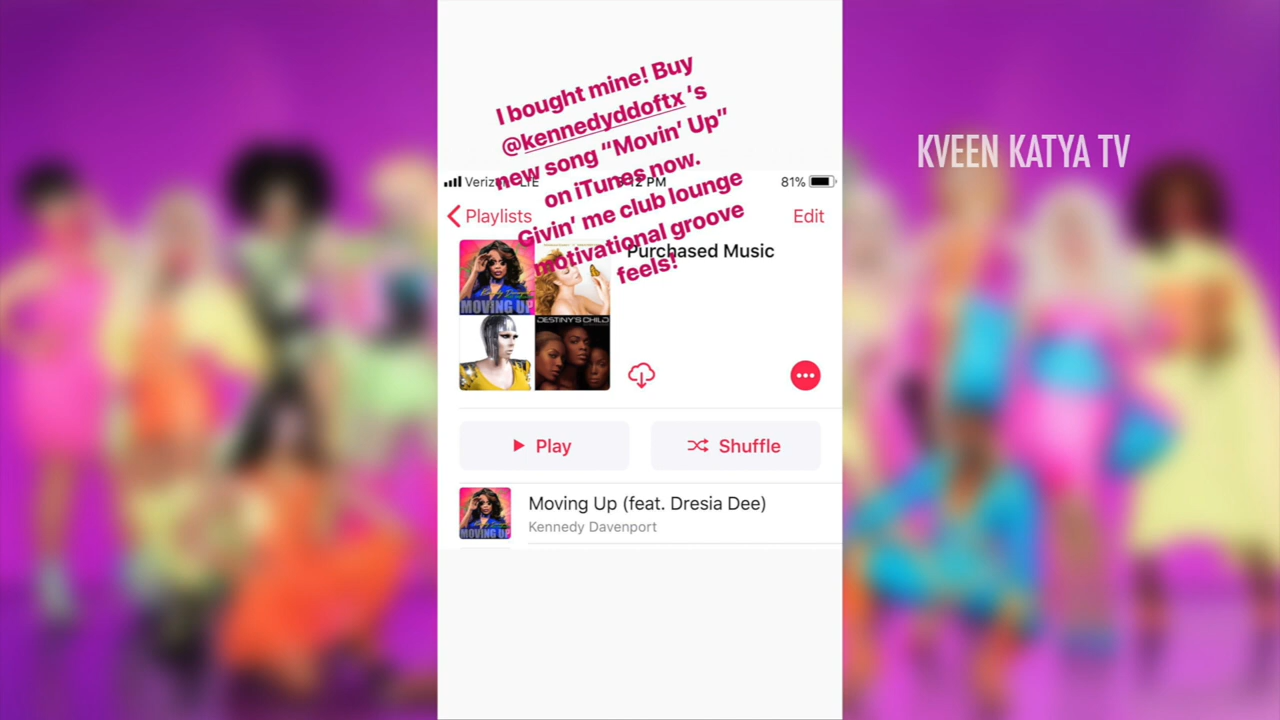 I bought mine! Buy
@kennedyddoftx 's
new song "Movin' Up"
on iTunes now.
Givin' me club lounge
motivational groove
feels!
KVEEN KATYA TV
81%
Playlists
Edit
Purchased Music
MOVING UP
DESTINY'S CHILD
Play
Shuffle
MOVING UP
Moving Up (feat. Dresia Dee)
Kennedy Davenport